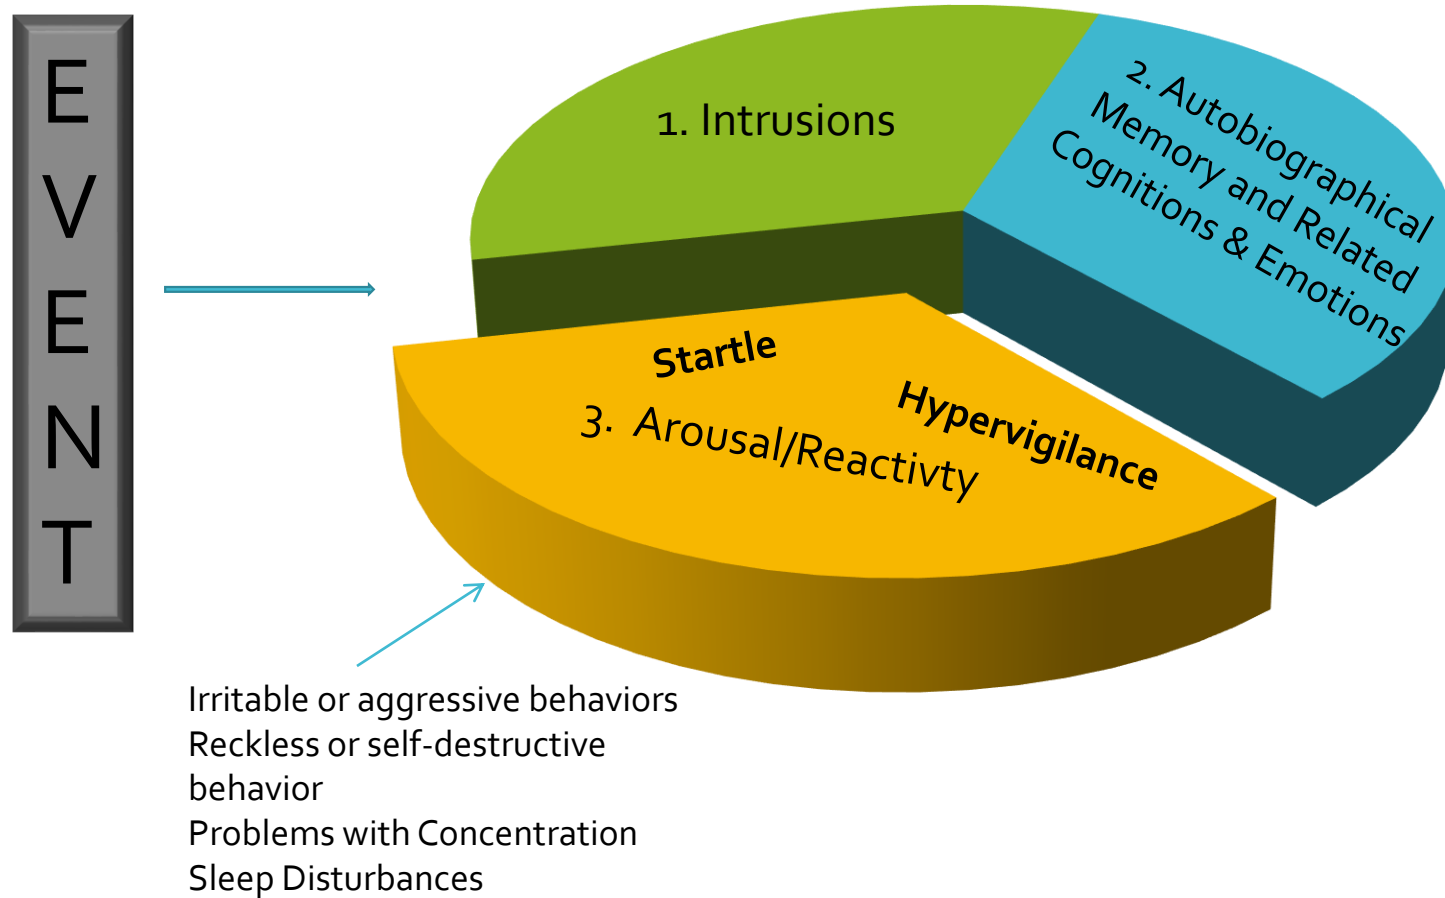 E
V
E
N
T
1. Intrusions
2. Autobiographical
Memory and Related
Cognitions & Emotions
Startle
Hypervigilance
3. Arousal/Reactivty
Irritable or aggressive behaviors
Reckless or self-destructive
behavior
Problems with Concentration
Sleep Disturbances